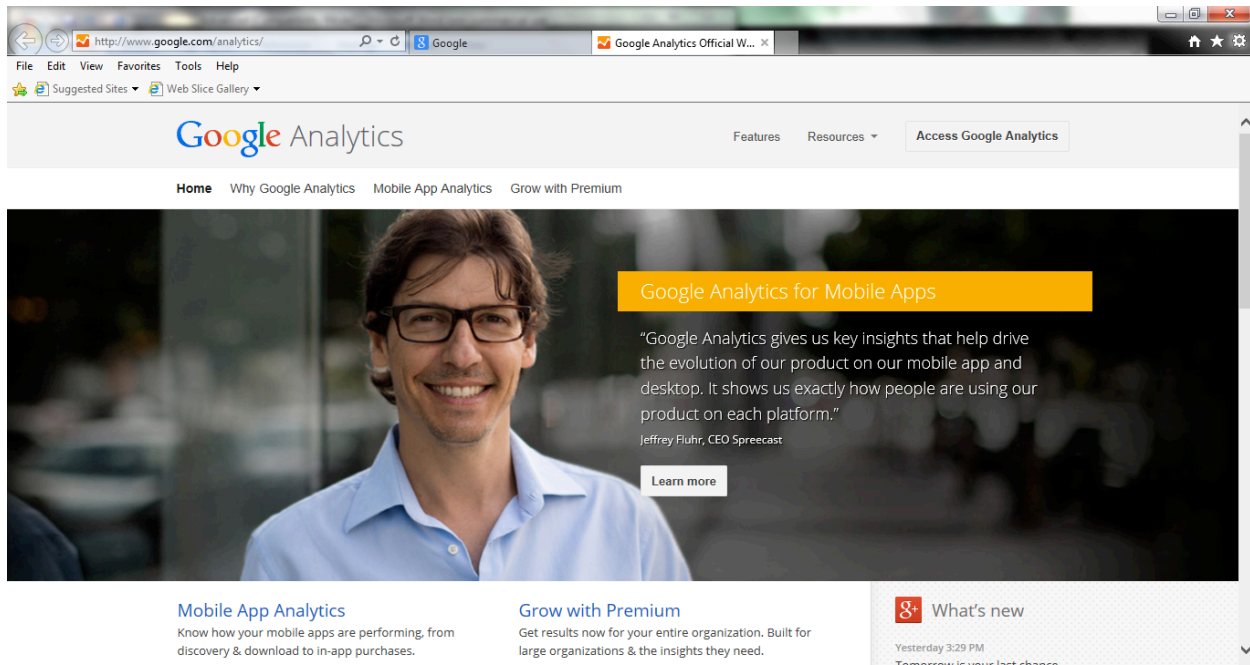 http://www.google.com/analytics/
Google
Google Analytics Official W...
File Edit View Favorites Tools Help
Suggested Sites
Web Slice Gallery
Google Analytics
Features
Resources
Access Google Analytics
Home
Why Google Analytics
Mobile App Analytics
Grow with Premium
Google Analytics for Mobile Apps
“Google Analytics gives us key insights that help drive
the evolution of our product on our mobile app and
desktop. It shows us exactly how people are using our
product on each platform.”
Jeffrey Fluhr, CEO Spreecast
Learn more
Mobile App Analytics
Know how your mobile apps are performing, from
discovery & download to in-app purchases.
Grow with Premium
Get results now for your entire organization. Built for
large organizations & the insights they need.
What's new
Yesterday 3:29 PM
Tomorrow is your last chance